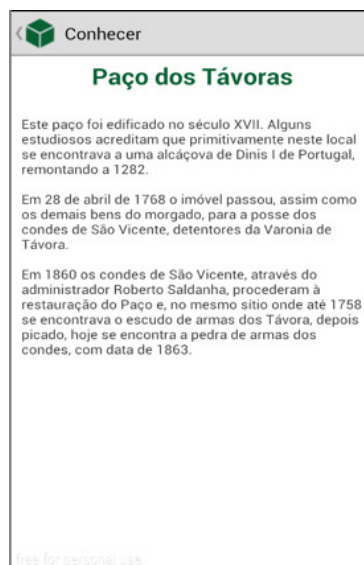 Conhecer
Paço dos Távoras
Este paço foi edificado no século XVII. Alguns
estudiosos acreditam que primitivamente neste local
se encontrava a uma alcáçova de Dinis I de Portugal,
remontando a 1282.
Em 28 de abril de 1768 o imóvel passou, assim como
os demais bens do morgado, para a posse dos
condes de São Vicente, detentores da Varonia de
Távora.
Em 1860 os condes de São Vicente, através do
administrador Roberto Saldanha, procederam à
restauração do Paço e, no mesmo sítio onde até 1758
se encontrava o escudo de armas dos Távora, depois
picado, hoje se encontra a pedra de armas dos
condes, com data de 1863.
free for personal use